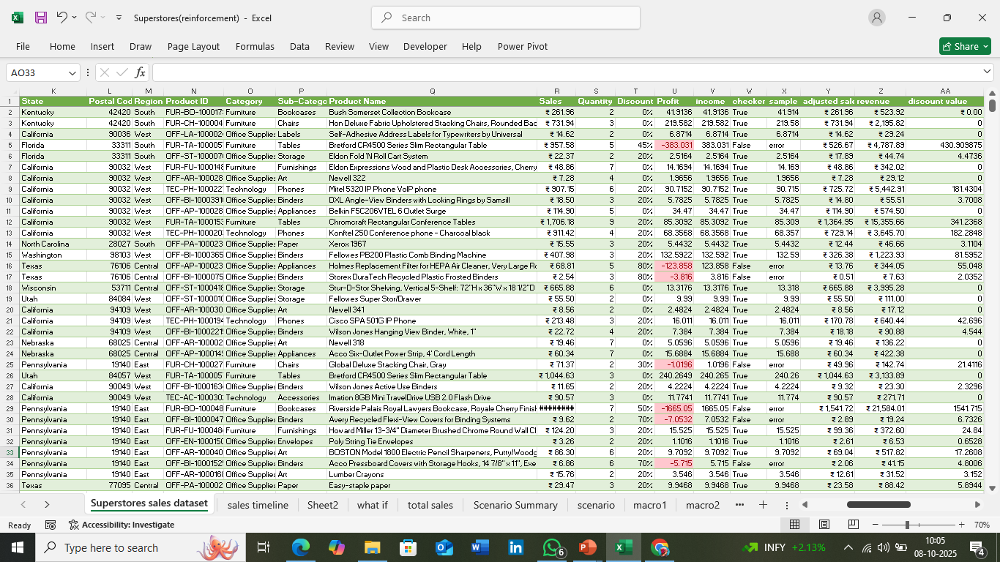 Superstores(reinforcement) - Excel
Search
File Home Insert Draw Page Layout Formulas Data Review View Developer Help Power Pivot Share
AO33 fx
K L M N O P Q R S T U V W X Y Z AA
1 State Postal Cod Region Product ID Category Sub-Catego Product Name Sales Quantity Discount Profit income checker sample adjusted sale revenue discount value
2 Kentucky 42420 South FUR-BO-100017 Furniture Bookcases Bush Somerset Collection Bookcase ₹ 261.96 2 0% 41.9136 41.9136 True 41.914 ₹ 261.96 ₹ 523.92 ₹ 0.00
3 Kentucky 42420 South FUR-CH-100004 Furniture Chairs Hon Deluxe Fabric Upholstered Stacking Chairs, Rounded Bac ₹ 731.94 3 0% 219.582 219.582 True 219.58 ₹ 731.94 ₹ 2,195.82 0
4 California 90036 West OFF-LA-100002 Office Supplies Labels Self-Adhesive Address Labels for Typewriters by Universal ₹ 14.62 2 0% 6.8714 6.8714 True 6.8714 ₹ 14.62 ₹ 29.24 0
5 Florida 33311 South FUR-TA-100005 Furniture Tables Bretford CR4500 Series Slim Rectangular Table ₹ 957.58 5 45% -383.031 383.031 False error ₹ 526.67 ₹ 4,787.89 430.909875
6 Florida 33311 South OFF-ST-100007 Office Supplies Storage Eldon Fold 'N Roll Cart System ₹ 22.37 2 20% 2.5164 2.5164 True 2.5164 ₹ 17.89 ₹ 44.74 4.4736
7 California 90032 West FUR-FU-100014 Furniture Furnishings Eldon Expressions Wood and Plastic Desk Accessories, Cherry ₹ 48.86 7 0% 14.1694 14.1694 True 14.169 ₹ 48.86 ₹ 342.02 0
8 California 90032 West OFF-AR-100028 Office Supplies Art Newell 322 ₹ 7.28 4 0% 1.9656 1.9656 True 1.9656 ₹ 7.28 ₹ 29.12 0
9 California 90032 West TEC-PH-100022 Technology Phones Mitel 5320 IP Phone VoIP phone ₹ 907.15 6 20% 90.7152 90.7152 True 90.715 ₹ 725.72 ₹ 5,442.91 181.4304
10 California 90032 West OFF-BI-1000391 Office Supplies Binders DXL Angle-View Binders with Locking Rings by Samsill ₹ 18.50 3 20% 5.7825 5.7825 True 5.7825 ₹ 14.80 ₹ 55.51 3.7008
11 California 90032 West OFF-AP-100028 Office Supplies Appliances Belkin F5C206VTEL 6 Outlet Surge ₹ 114.90 5 0% 34.47 34.47 True 34.47 ₹ 114.90 ₹ 574.50 0
12 California 90032 West FUR-TA-100015 Furniture Tables Chromcraft Rectangular Conference Tables ₹ 1,706.18 9 20% 85.3092 85.3092 True 85.309 ₹ 1,364.95 ₹ 15,355.66 341.2368
13 California 90032 West TEC-PH-100020 Technology Phones Konftel 250 Conference phone - Charcoal black ₹ 911.42 4 20% 68.3568 68.3568 True 68.357 ₹ 729.14 ₹ 3,645.70 182.2848
14 North Carolina 28027 South OFF-PA-100023 Office Supplies Paper Xerox 1967 ₹ 15.55 3 20% 5.4432 5.4432 True 5.4432 ₹ 12.44 ₹ 46.66 3.1104
15 Washington 98103 West OFF-BI-1000365 Office Supplies Binders Fellowes PB200 Plastic Comb Binding Machine ₹ 407.98 3 20% 132.5922 132.592 True 132.59 ₹ 326.38 ₹ 1,223.93 81.5952
16 Texas 76106 Central OFF-AP-100023 Office Supplies Appliances Holmes Replacement Filter for HEPA Air Cleaner, Very Large Ro ₹ 68.81 5 80% -123.858 123.858 False error ₹ 13.76 ₹ 344.05 55.048
17 Texas 76106 Central OFF-BI-1000075 Office Supplies Binders Storex DuraTech Recycled Plastic Frosted Binders ₹ 2.54 3 80% -3.816 3.816 False error ₹ 0.51 ₹ 7.63 2.0352
18 Wisconsin 53711 Central OFF-ST-1000418 Office Supplies Storage Stur-D-Stor Shelving, Vertical 5-Shelf: 72"H x 36"W x 18 1/2"D ₹ 665.88 6 0% 13.3176 13.3176 True 13.318 ₹ 665.88 ₹ 3,995.28 0
19 Utah 84084 West OFF-ST-1000010 Office Supplies Storage Fellowes Super Stor/Drawer ₹ 55.50 2 0% 9.99 9.99 True 9.99 ₹ 55.50 ₹ 111.00 0
20 California 94109 West OFF-AR-100030 Office Supplies Art Newell 341 ₹ 8.56 2 0% 2.4824 2.4824 True 2.4824 ₹ 8.56 ₹ 17.12 0
21 California 94109 West TEC-PH-100019 Technology Phones Cisco SPA 501G IP Phone ₹ 213.48 3 20% 16.011 16.011 True 16.011 ₹ 170.78 ₹ 640.44 42.696
22 California 94109 West OFF-BI-1000221 Office Supplies Binders Wilson Jones Hanging View Binder, White, 1" ₹ 22.72 4 20% 7.384 7.384 True 7.384 ₹ 18.18 ₹ 90.88 4.544
23 Nebraska 68025 Central OFF-AR-100002 Office Supplies Art Newell 318 ₹ 19.46 7 0% 5.0596 5.0596 True 5.0596 ₹ 19.46 ₹ 136.22 0
24 Nebraska 68025 Central OFF-AP-100014 Office Supplies Appliances Acco Six-Outlet Power Strip, 4' Cord Length ₹ 60.34 7 0% 15.6884 15.6884 True 15.688 ₹ 60.34 ₹ 422.38 0
25 Pennsylvania 19140 East FUR-CH-100027 Furniture Chairs Global Deluxe Stacking Chair, Gray ₹ 71.37 2 30% -1.0196 1.0196 False error ₹ 49.96 ₹ 142.74 21.4116
26 Utah 84057 West FUR-TA-100005 Furniture Tables Bretford CR4500 Series Slim Rectangular Table ₹ 1,044.63 3 0% 240.2649 240.265 True 240.26 ₹ 1,044.63 ₹ 3,133.89 0
27 California 90049 West OFF-BI-1000163 Office Supplies Binders Wilson Jones Active Use Binders ₹ 11.65 2 20% 4.2224 4.2224 True 4.2224 ₹ 9.32 ₹ 23.30 2.3296
28 California 90049 West TEC-AC-100030 Technology Accessories Imation 8GB Mini TravelDrive USB 2.0 Flash Drive ₹ 90.57 3 0% 11.7741 11.7741 True 11.774 ₹ 90.57 ₹ 271.71 0
29 Pennsylvania 19140 East FUR-BO-100048 Furniture Bookcases Riverside Palais Royal Lawyers Bookcase, Royale Cherry Finish ######## 7 50% -1665.05 1665.05 False error ₹ 1,541.72 ₹ 21,584.01 1541.715
30 Pennsylvania 19140 East OFF-BI-1000052 Office Supplies Binders Avery Recycled Flexi-View Covers for Binding Systems ₹ 9.62 2 70% -7.0532 7.0532 False error ₹ 2.89 ₹ 19.24 6.7326
31 Pennsylvania 19140 East FUR-FU-100048 Furniture Furnishings Howard Miller 13-3/4" Diameter Brushed Chrome Round Wall Cl ₹ 124.20 3 20% 15.525 15.525 True 15.525 ₹ 99.36 ₹ 372.60 24.84
32 Pennsylvania 19140 East OFF-EN-1000150 Office Supplies Envelopes Poly String Tie Envelopes ₹ 3.26 2 20% 1.1016 1.1016 True 1.1016 ₹ 2.61 ₹ 6.53 0.6528
33 Pennsylvania 19140 East OFF-AR-100040 Office Supplies Art BOSTON Model 1800 Electric Pencil Sharpeners, Putty/Woodg ₹ 86.30 6 20% 9.7092 9.7092 True 9.7092 ₹ 69.04 ₹ 517.82 17.2608
34 Pennsylvania 19140 East OFF-BI-1000152 Office Supplies Binders Acco Pressboard Covers with Storage Hooks, 14 7/8" x 11", Exe ₹ 6.86 6 70% -5.715 5.715 False error ₹ 2.06 ₹ 41.15 4.8006
35 Pennsylvania 19140 East OFF-AR-100016 Office Supplies Art Lumber Crayons ₹ 15.76 2 20% 3.546 3.546 True 3.546 ₹ 12.61 ₹ 31.52 3.152
36 Texas 77095 Central OFF-PA-100002 Office Supplies Paper Easy-staple paper ₹ 29.47 3 20% 9.9468 9.9468 True 9.9468 ₹ 23.58 ₹ 88.42 5.8944
Superstores sales dataset sales timeline Sheet2 what if total sales Scenario Summary scenario macro1 macro2
Ready Accessibility: Investigate 70%
Type here to search 6 INFY +2.13% 10:05
08-10-2025 4